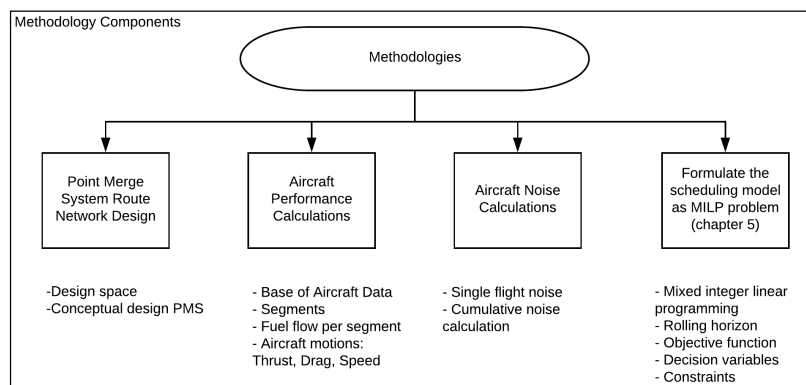 Methodology Components
Methodologies
Point Merge
System Route
Network Design
Aircraft
Performance
Calculations
Aircraft Noise
Calculations
Formulate the
scheduling model
as MILP problem
(chapter 5)
-Design space
-Conceptual design PMS
- Base of Aircraft Data
- Segments
- Fuel flow per segment
- Aircraft motions:
Thrust, Drag, Speed
- Single flight noise
- Cumulative noise
calculation
- Mixed integer linear
programming
- Rolling horizon
- Objective function
- Decision variables
- Constraints